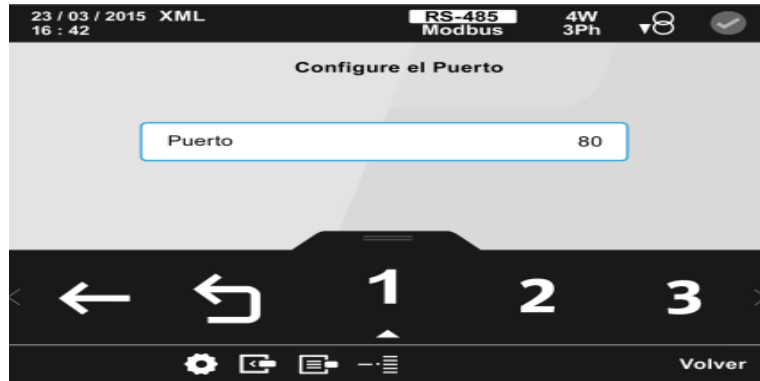 23 / 03 / 2015 XML RS-485 4W
16 : 42 Modbus 3Ph
Configure el Puerto
Puerto 80
1 2 3
Volver